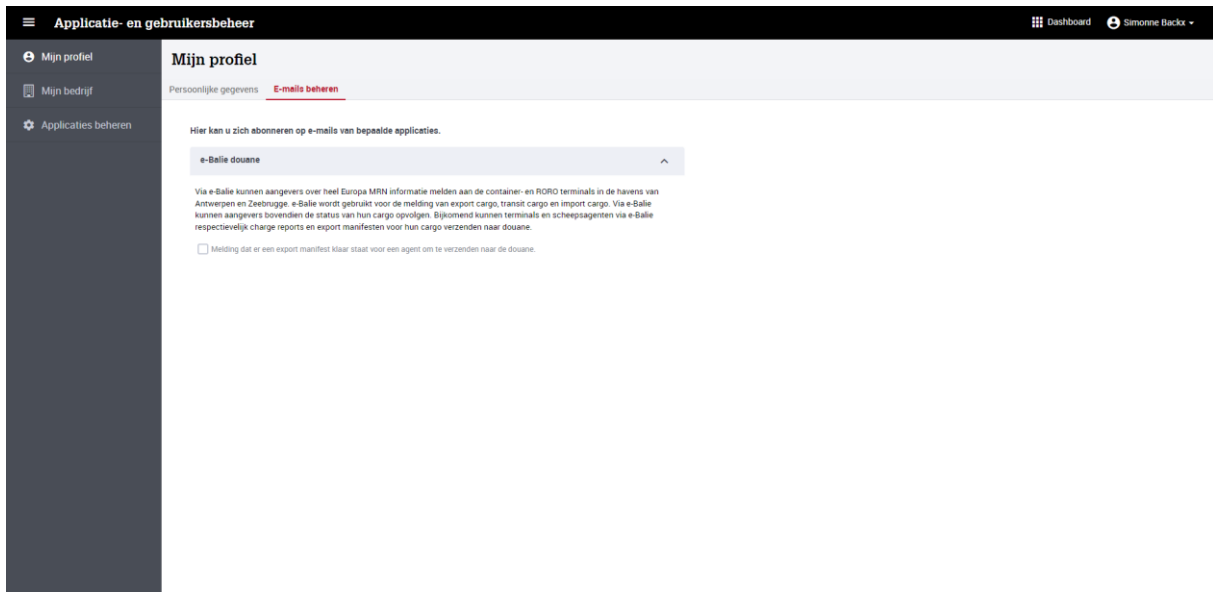 Applicatie- en gebruikersbeheer
Dashboard
Simonne Backx
Mijn profiel
Mijn bedrijf
Applicaties beheren
Mijn profiel
Persoonlijke gegevens
E-mails beheren
Hier kan u zich abonneren op e-mails van bepaalde applicaties.
e-Balie douane
Via e-Balie kunnen aangevers over heel Europa MRN informatie melden aan de container- en RORO terminals in de havens van
Antwerpen en Zeebrugge. e-Balie wordt gebruikt voor de melding van export cargo, transit cargo en import cargo. Via e-Balie
kunnen aangevers bovendien de status van hun cargo opvolgen. Bijkomend kunnen terminals en scheepsagenten via e-Balie
respectievelijk charge reports en export manifesten voor hun cargo verzenden naar douane.
Melding dat er een export manifest klaar staat voor een agent om te verzenden naar de douane.